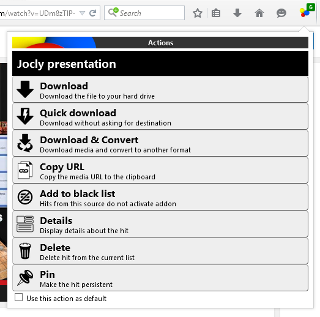 m/watch?v=UDm8zTIP-
Search
6
Actions
Jocly presentation
Download
Download the file to your hard drive
Quick download
Download without asking for destination
Download & Convert
Download media and convert to another format
Copy URL
Copy the media URL to the clipboard
Add to black list
Hits from this source do not activate addon
Details
Display details about the hit
Delete
Delete hit from the current list
Pin
Make the hit persistent
Use this action as default